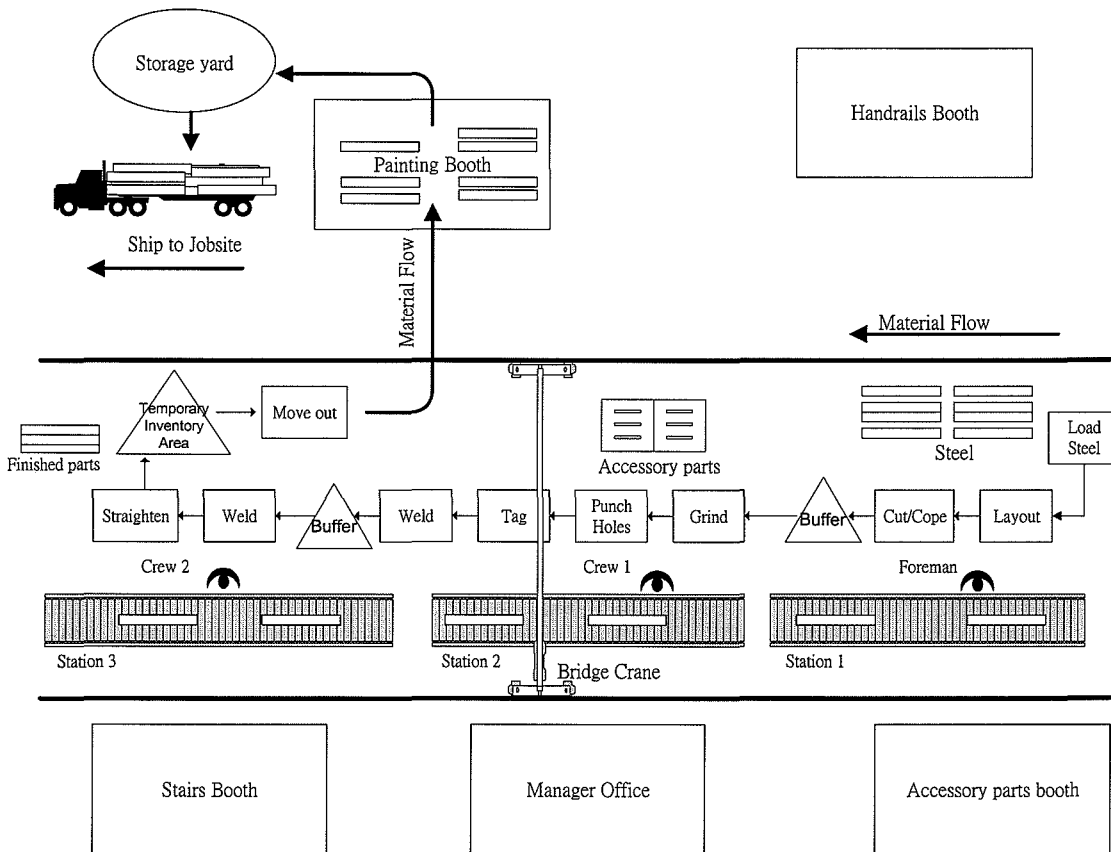 Storage yard
Handrails Booth
Painting Booth
Ship to Jobsite
Material Flow
Material Flow
Temporary
Inventory
Area
Move out
Finished parts
Accessory parts
Steel
Load
Steel
Straighten
Weld
Buffer
Weld
Tag
Punch
Holes
Grind
Buffer
Cut/Cope
Layout
Crew 2
Crew 1
Foreman
Station 3
Station 2
Station 1
Bridge Crane
Stairs Booth
Manager Office
Accessory parts booth